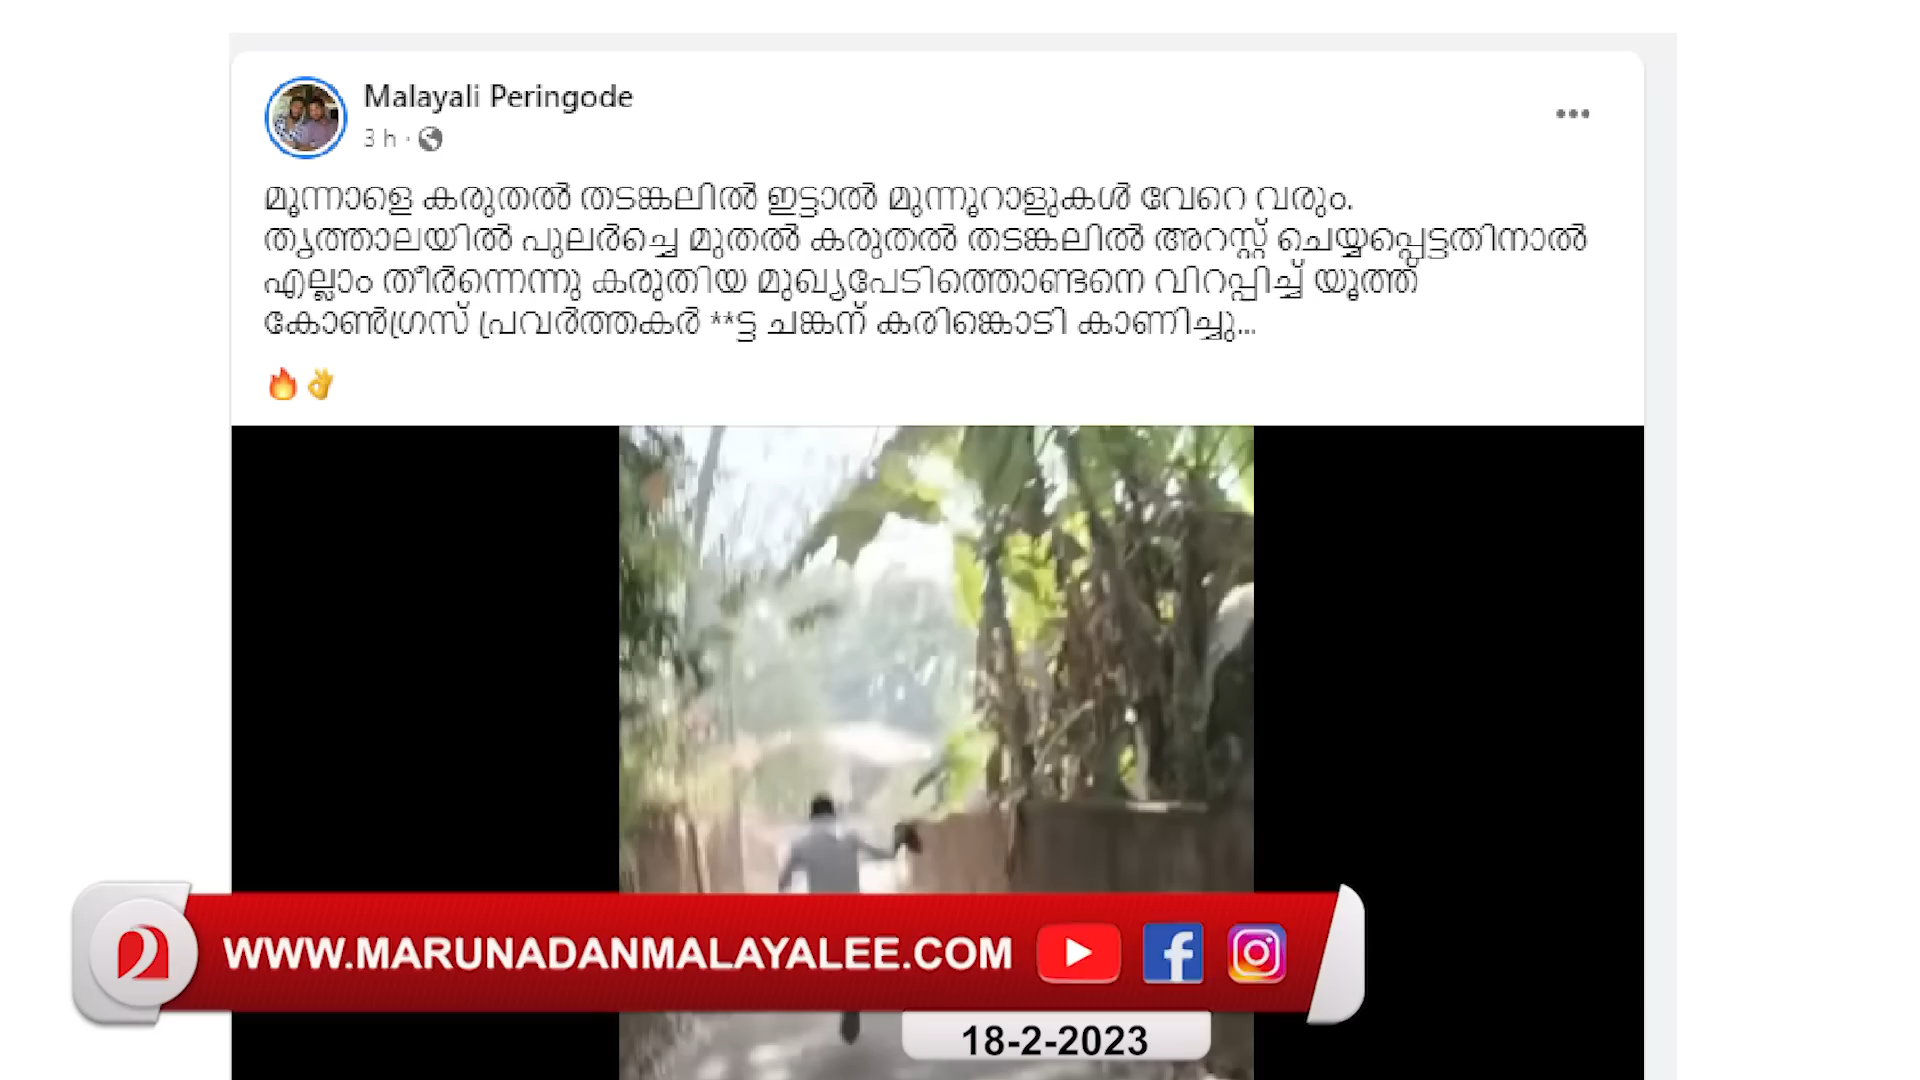 Malayali Peringode
3 h ·
മൂന്നാളെ കരുതൽ തടങ്കലിൽ ഇട്ടാൽ മുന്നൂറാളുകൾ വേറെ വരും.
തൃത്താലയിൽ പുലർച്ചെ മുതൽ കരുതൽ തടങ്കലിൽ അറസ്റ്റ് ചെയ്യപ്പെട്ടതിനാൽ
എല്ലാം തീർന്നെന്നു കരുതിയ മുഖ്യപേടിത്തൊണ്ടനെ വിറപ്പിച്ച് യൂത്ത്
കോൺഗ്രസ് പ്രവർത്തകർ **ട്ട ചങ്കന് കരിങ്കൊടി കാണിച്ചു...
🔥👌
WWW.MARUNADANMALAYALEE.COM
18-2-2023